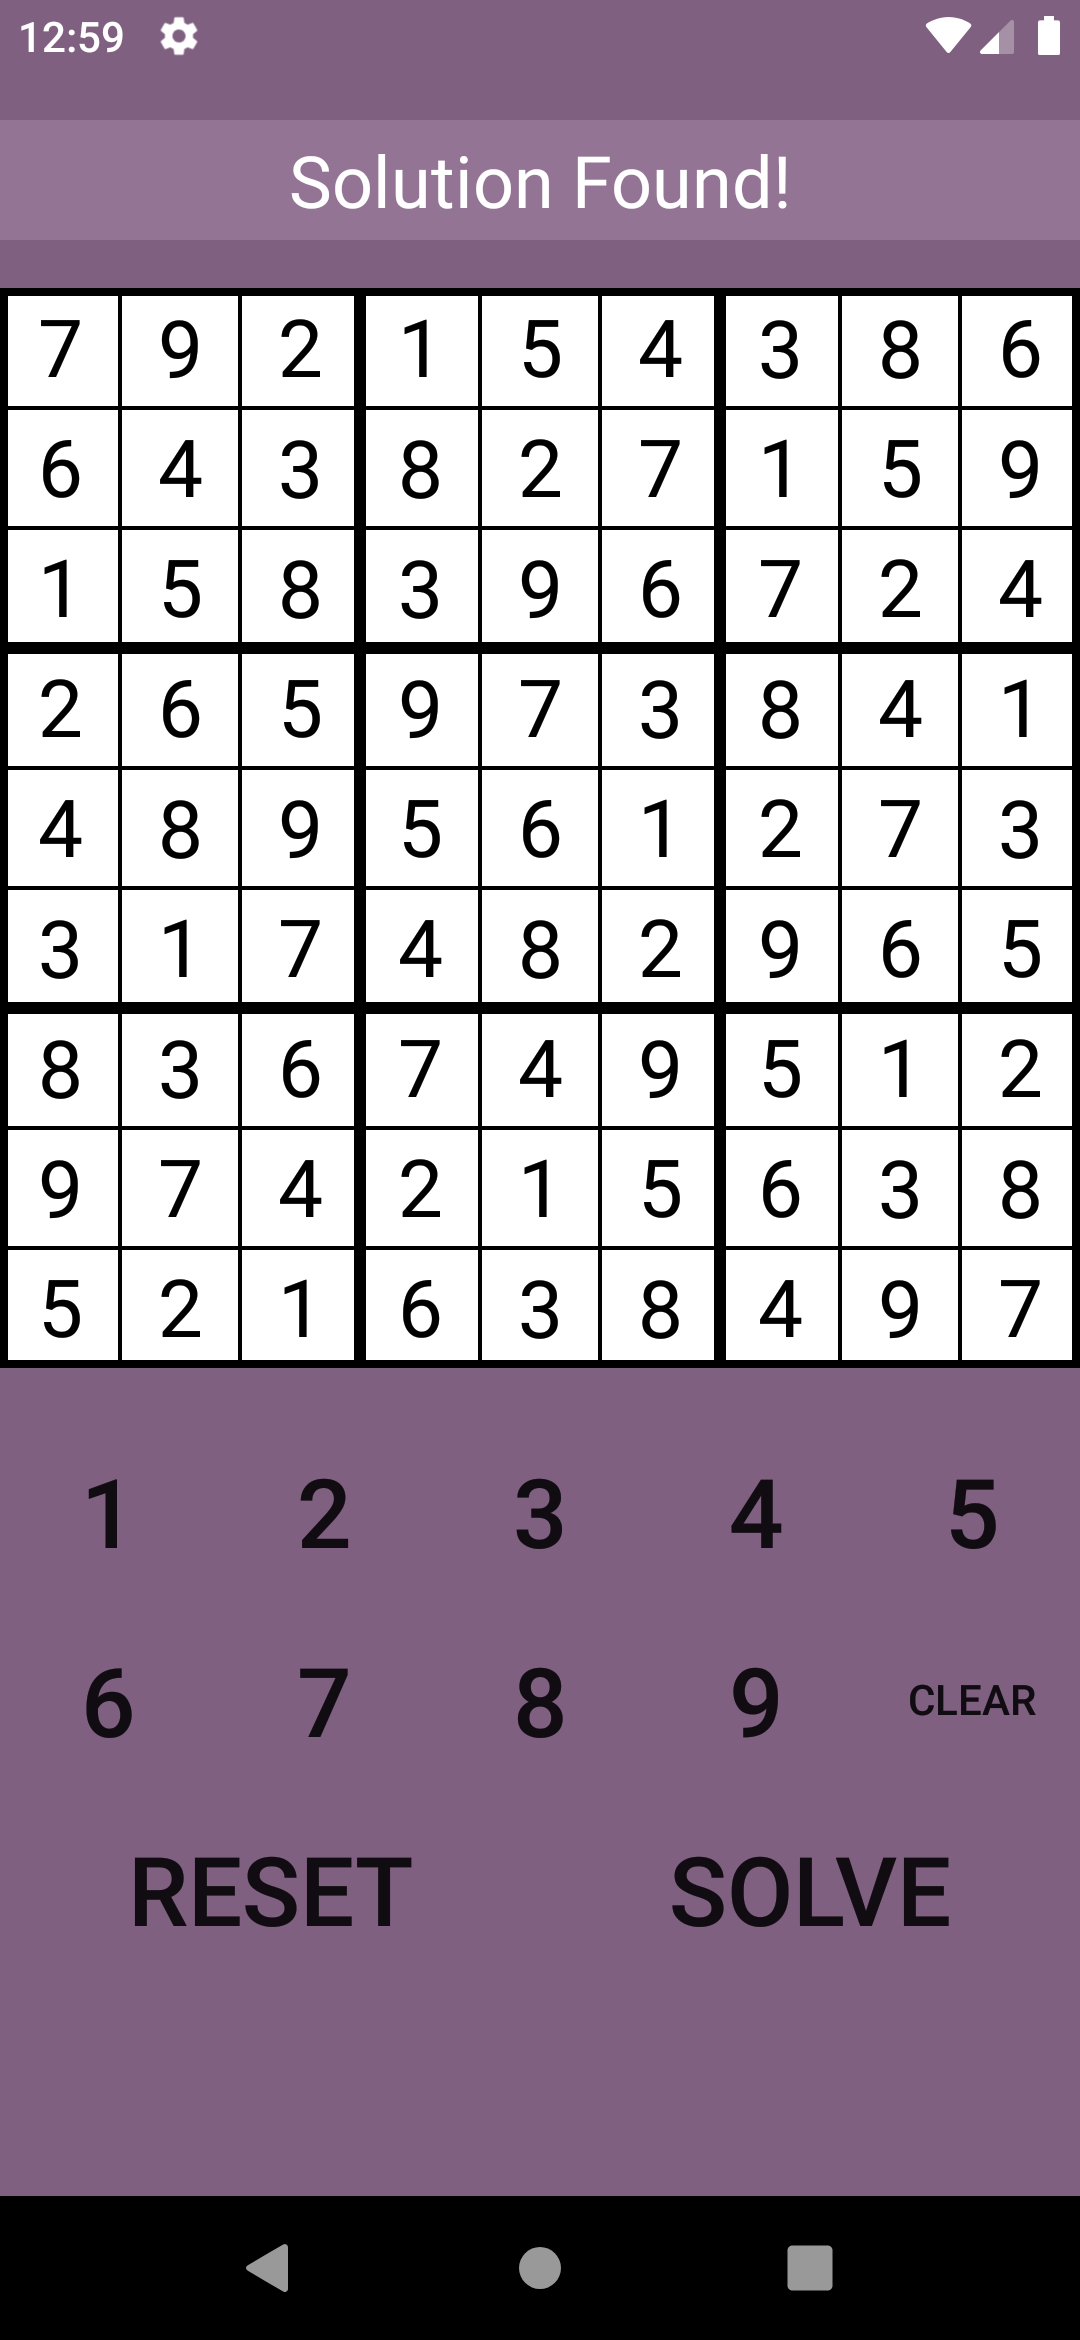 12:59
Solution Found!
7 9 2 1 5 4 3 8 6
6 4 3 8 2 7 1 5 9
1 5 8 3 9 6 7 2 4
2 6 5 9 7 3 8 4 1
4 8 9 5 6 1 2 7 3
3 1 7 4 8 2 9 6 5
8 3 6 7 4 9 5 1 2
9 7 4 2 1 5 6 3 8
5 2 1 6 3 8 4 9 7
1 2 3 4 5
6 7 8 9 CLEAR
RESET SOLVE